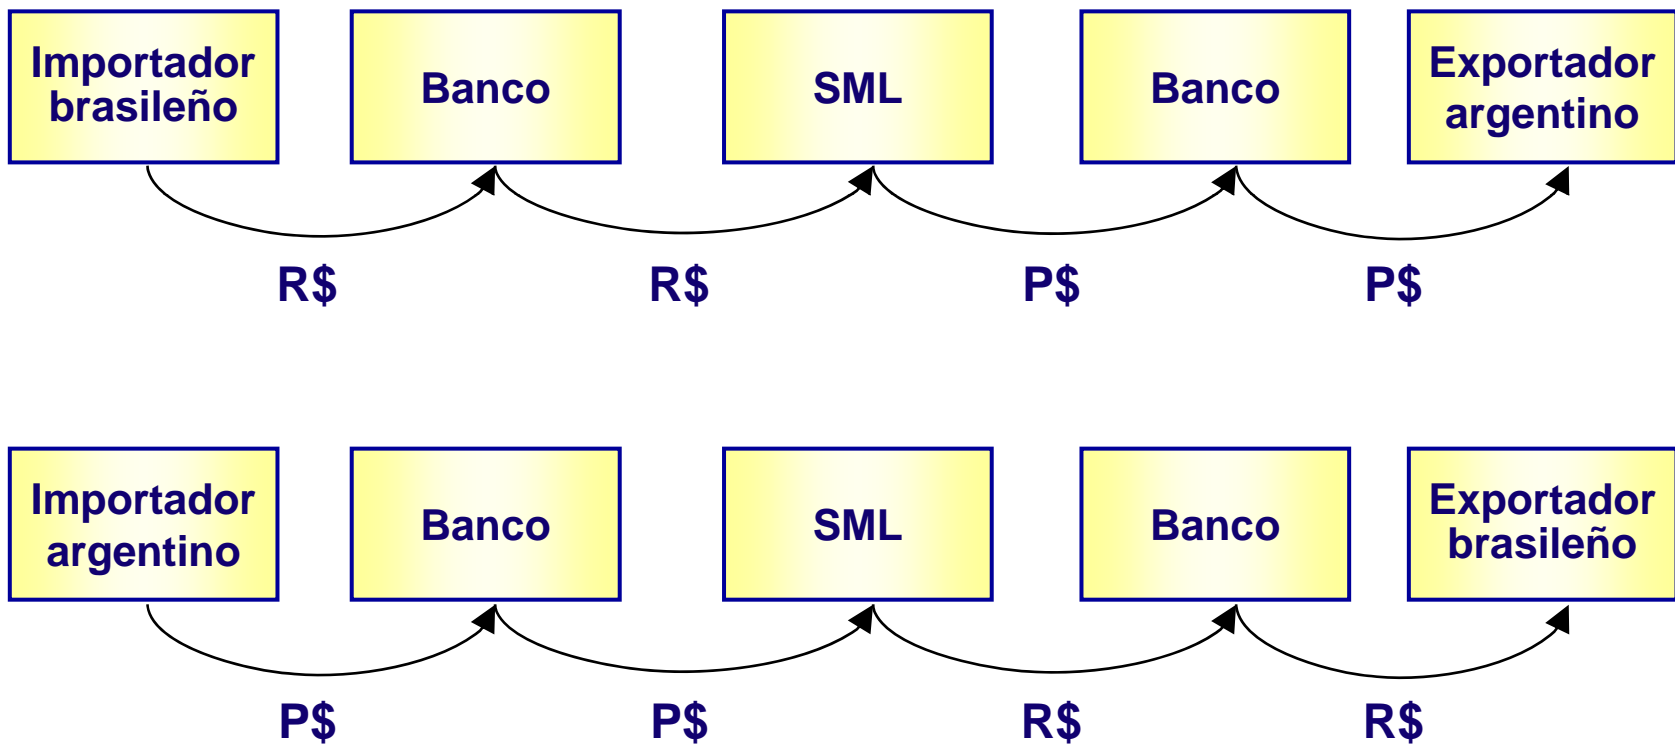 Importador
brasileño
Banco
SML
Banco
Exportador
argentino
R$
R$
P$
P$
Importador
argentino
Banco
SML
Banco
Exportador
brasileño
P$
P$
R$
R$